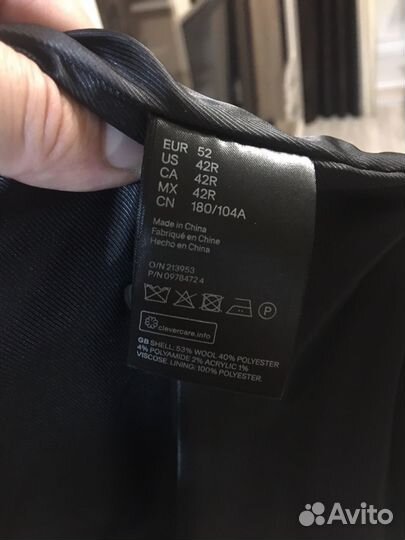 EUR 52
US 42R
CA 42R
MX 42R
CN 180/104A
Made in China
Fabriqué en Chine
Hecho en China
O/N 213953
P/N 0978472 4
clevercare.info
GB SHELL: 53% WOOL 40% POLYESTER
4% POLYAMIDE 2% ACRYLIC 1%
VISCOSE. LINING: 100% POLYESTER.
Avito